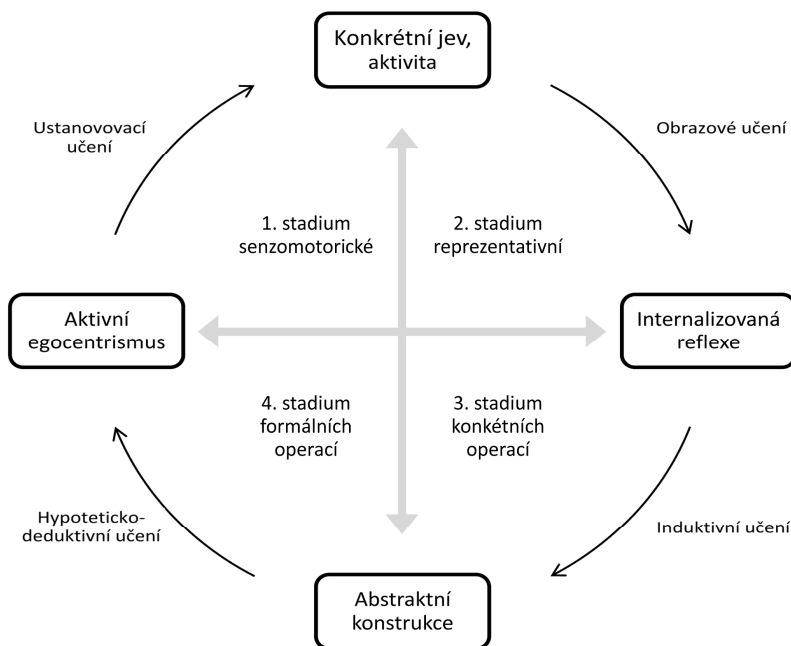 Konkrétní jev,
aktivita
Ustanovovací
učení
Obrazové učení
1. stadium
senzomotorické
2. stadium
reprezentativní
Aktivní
egocentrismus
Internalizovaná
reflexe
4. stadium
formálních
operací
3. stadium
konkétních
operací
Hypoteticko-
deduktivní učení
Induktivní učení
Abstraktní
konstrukce